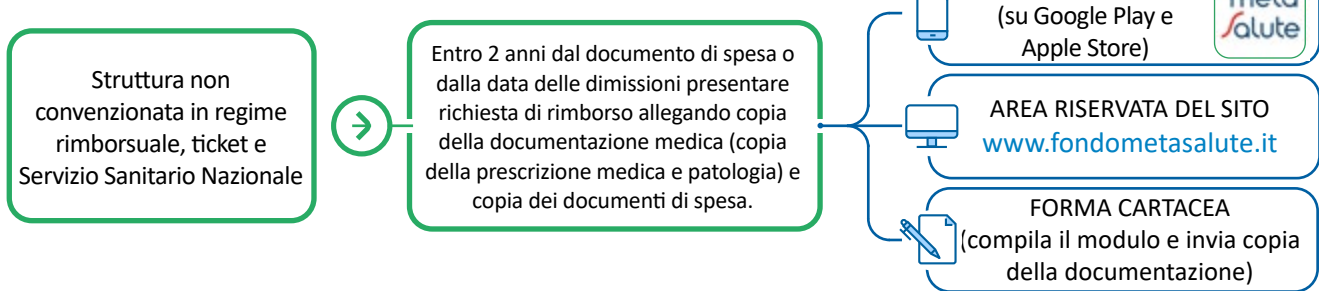 Struttura non
convenzionata in regime
rimborsuale, ticket e
Servizio Sanitario Nazionale
Entro 2 anni dal documento di spesa o
dalla data delle dimissioni presentare
richiesta di rimborso allegando copia
della documentazione medica (copia
della prescrizione medica e patologia) e
copia dei documenti di spesa.
(su Google Play e
Apple Store)
meta
Salute
AREA RISERVATA DEL SITO
www.fondometasalute.it
FORMA CARTACEA
(compila il modulo e invia copia
della documentazione)